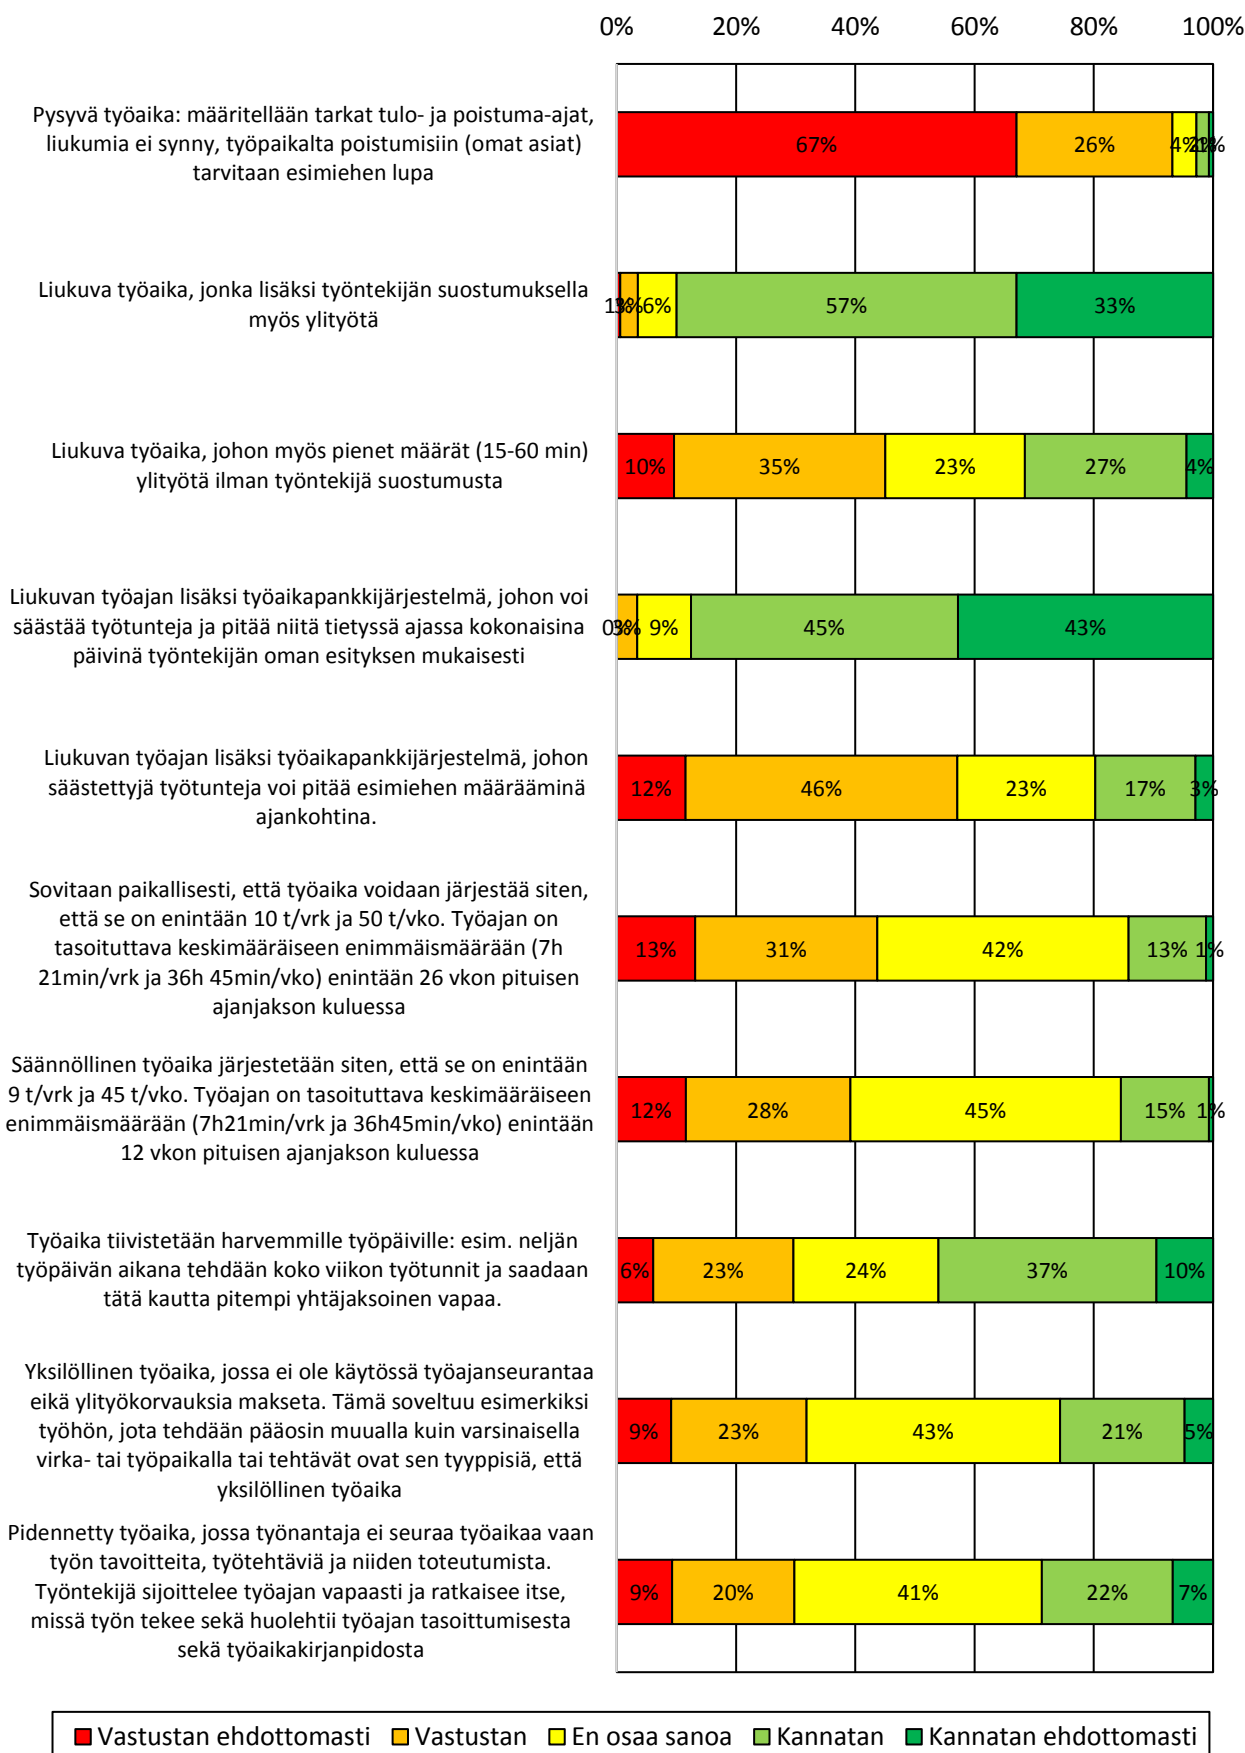 0% 20% 40% 60% 80% 100%
Pysyvä työaika: määritellään tarkat tulo- ja poistuma-ajat,
liukumia ei synny, työpaikalta poistumisiin (omat asiat)
tarvitaan esimiehen lupa
67% 26% 4% 2% 1%
Liukuva työaika, jonka lisäksi työntekijän suostumuksella
myös ylityötä
1% 3% 6% 57% 33%
Liukuva työaika, johon myös pienet määrät (15-60 min)
ylityötä ilman työntekijä suostumusta
10% 35% 23% 27% 4%
Liukuvan työajan lisäksi työaikapankkijärjestelmä, johon voi
säästää työtunteja ja pitää niitä tietyssä ajassa kokonaisina
päivinä työntekijän oman esityksen mukaisesti
0% 3% 9% 45% 43%
Liukuvan työajan lisäksi työaikapankkijärjestelmä, johon
säästettyjä työtunteja voi pitää esimiehen määrääminä
ajankohtina.
12% 46% 23% 17% 3%
Sovitaan paikallisesti, että työaika voidaan järjestää siten,
että se on enintään 10 t/vrk ja 50 t/vko. Työajan on
tasoituttava keskimääräiseen enimmäismäärään (7h
21min/vrk ja 36h 45min/vko) enintään 26 vkon pituisen
ajanjakson kuluessa
13% 31% 42% 13% 1%
Säännöllinen työaika järjestetään siten, että se on enintään
9 t/vrk ja 45 t/vko. Työajan on tasoituttava keskimääräiseen
enimmäismäärään (7h21min/vrk ja 36h45min/vko) enintään
12 vkon pituisen ajanjakson kuluessa
12% 28% 45% 15% 1%
Työaika tiivistetään harvemmille työpäiville: esim. neljän
työpäivän aikana tehdään koko viikon työtunnit ja saadaan
tätä kautta pitempi yhtäjaksoinen vapaa.
6% 23% 24% 37% 10%
Yksilöllinen työaika, jossa ei ole käytössä työajanseurantaa
eikä ylityökorvauksia makseta. Tämä soveltuu esimerkiksi
työhön, jota tehdään pääosin muualla kuin varsinaisella
virka- tai työpaikalla tai tehtävät ovat sen tyyppisiä, että
yksilöllinen työaika
9% 23% 43% 21% 5%
Pidennetty työaika, jossa työnantaja ei seuraa työaikaa vaan
työn tavoitteita, työtehtäviä ja niiden toteutumista.
Työntekijä sijoittelee työajan vapaasti ja ratkaisee itse,
missä työn tekee sekä huolehtii työajan tasoittumisesta
sekä työaikakirjanpidosta
9% 20% 41% 22% 7%
Vastustan ehdottomasti Vastustan En osaa sanoa Kannatan Kannatan ehdottomasti